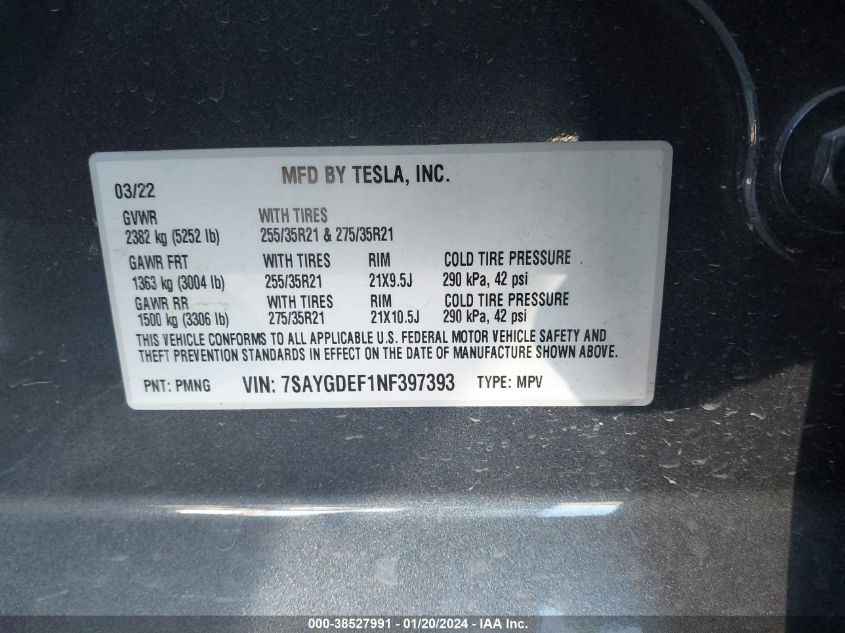 MFD BY TESLA, INC.
03/22
GVWR WITH TIRES
2382 kg (5252 lb) 255/35R21 & 275/35R21
GAWR FRT WITH TIRES RIM COLD TIRE PRESSURE
1363 kg (3004 lb) 255/35R21 21X9.5J 290 kPa, 42 psi
GAWR RR WITH TIRES RIM COLD TIRE PRESSURE
1500 kg (3306 lb) 275/35R21 21X10.5J 290 kPa, 42 psi
THIS VEHICLE CONFORMS TO ALL APPLICABLE U.S. FEDERAL MOTOR VEHICLE SAFETY AND
THEFT PREVENTION STANDARDS IN EFFECT ON THE DATE OF MANUFACTURE SHOWN ABOVE.
PNT: PMNG VIN: 7SAYGDEF1NF397393 TYPE: MPV
000-38527991 - 01/20/2024 - IAA Inc.